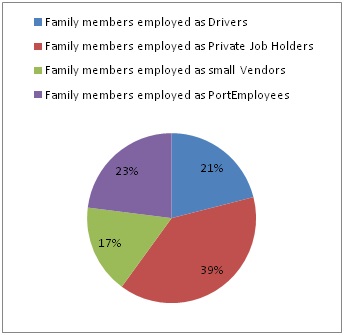 Family members employed as Drivers
Family members employed as Private Job Holders
Family members employed as small Vendors
Family members employed as PortEmployees
23%
21%
17%
39%